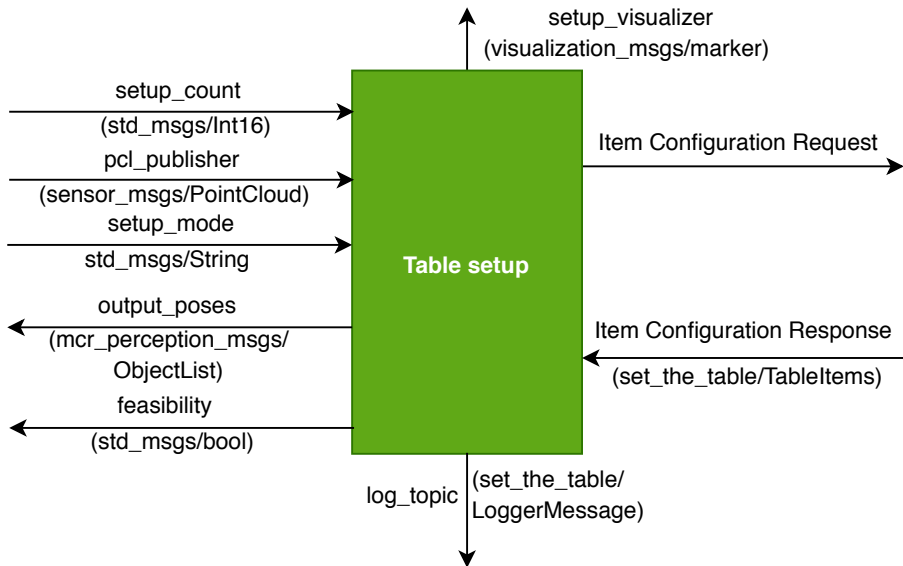 setup_visualizer
(visualization_msgs/marker)
setup_count
(std_msgs/Int16)
pcl_publisher
(sensor_msgs/PointCloud)
setup_mode
std_msgs/String
output_poses
(mcr_perception_msgs/
ObjectList)
feasibility
(std_msgs/bool)
Table setup
Item Configuration Request
Item Configuration Response
(set_the_table/TableItems)
log_topic
(set_the_table/
LoggerMessage)